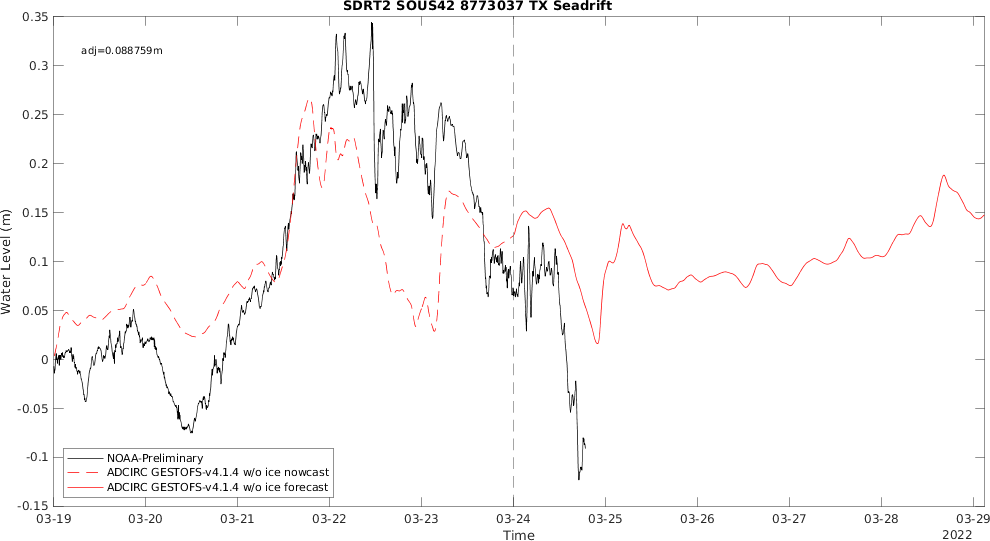 SDRT2 SOUS42 8773037 TX Seadrift
adj=0.088759m
0.35
0.3
0.25
0.2
0.15
0.1
0.05
0
-0.05
-0.1
-0.15
Water Level (m)
NOAA-Preliminary
ADCIRC GESTOFS-v4.1.4 w/o ice nowcast
ADCIRC GESTOFS-v4.1.4 w/o ice forecast
03-19 03-20 03-21 03-22 03-23 03-24 03-25 03-26 03-27 03-28 03-29
Time
2022